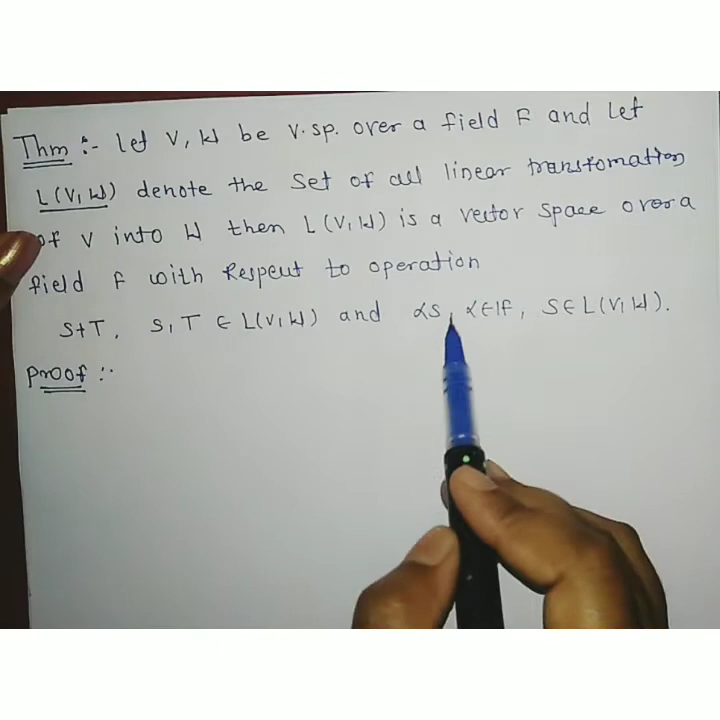 Thm :- Let V, W be V.sp. over a field F and let
L(V, W) denote the set of all linear transfomation
of V into W then L(V, W) is a vector space over a
field F with Respect to operation
S+T, S, T ∈ L(V, W) and αS, α∈F, S∈L(V, W).
Proof :-